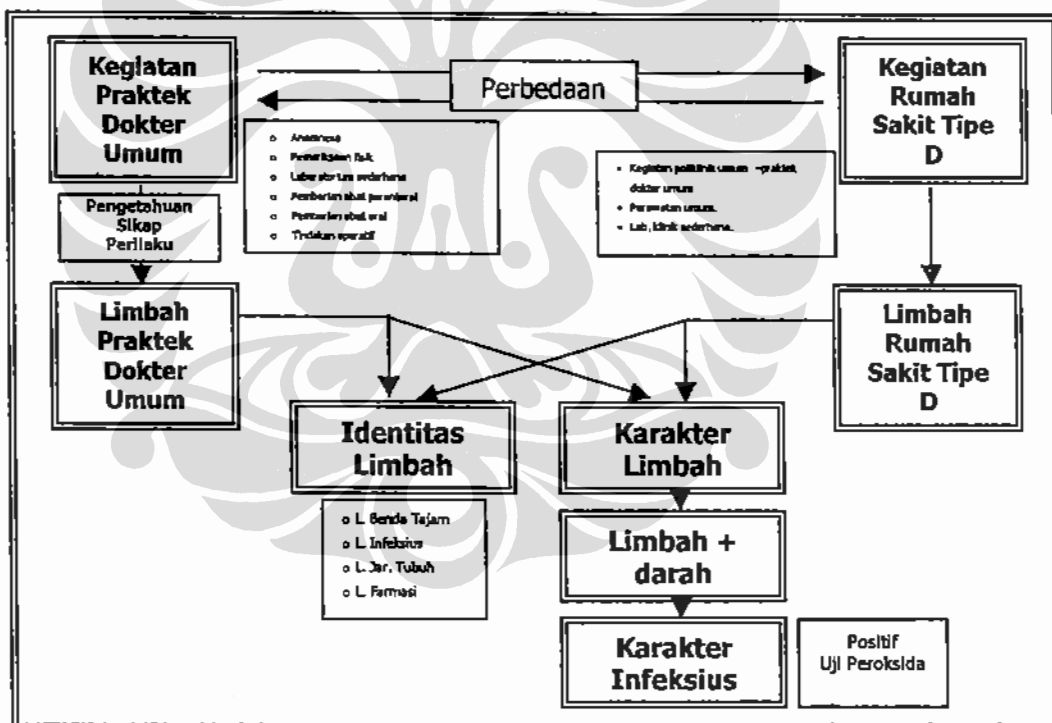 Kegiatan
Praktek
Dokter
Umum
Perbedaan
Kegiatan
Rumah
Sakit Tipe
D
o Anamnesa
o Pemeriksaan fisik
o Laboratorium sederhana
o Pemberian obat parenteral
o Pemberian obat oral
o Tindakan operatif
• Kegiatan poliklinik umum =praktek
dokter umum
• Perawatan umum.
• Lab, klinik sederhana.
Pengetahuan
Sikap
Perilaku
Limbah
Praktek
Dokter
Umum
Limbah
Rumah
Sakit Tipe
D
Identitas
Limbah
Karakter
Limbah
o L. Benda Tajam
o L. Infeksius
o L. Jar. Tubuh
o L. Farmasi
Limbah +
darah
Karakter
Infeksius
Positif
Uji Peroksida